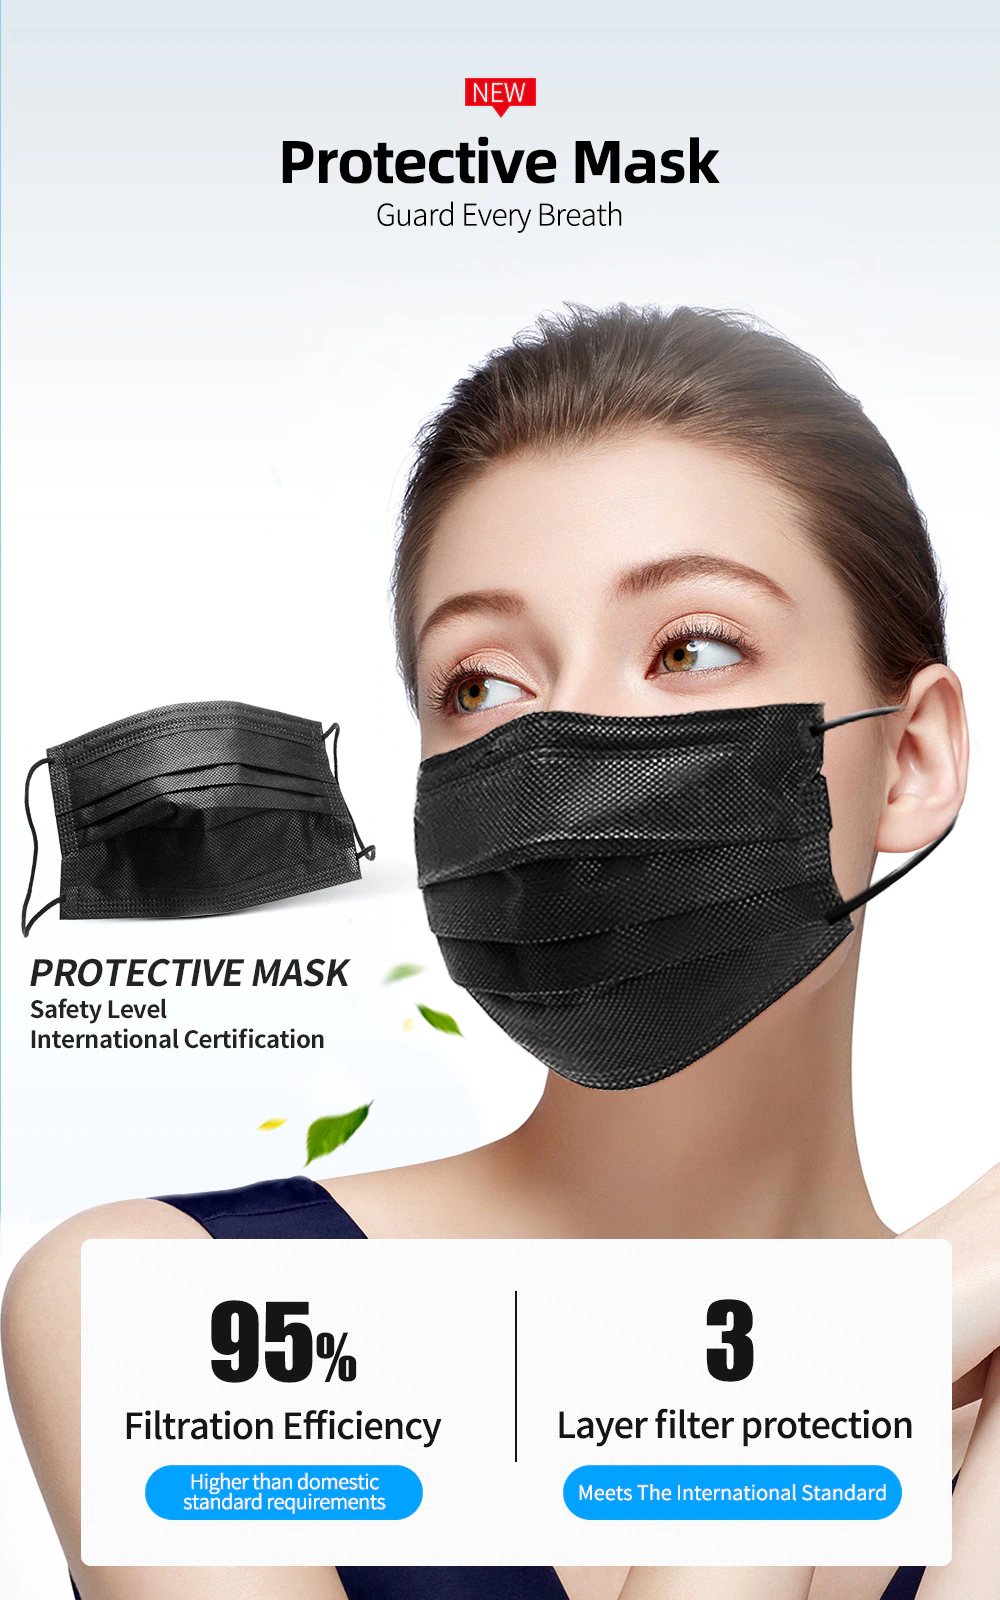 NEW
Protective Mask
Guard Every Breath
PROTECTIVE MASK
Safety Level
International Certification
95%
Filtration Efficiency
Higher than domestic
standard requirements
3
Layer filter protection
Meets The International Standard